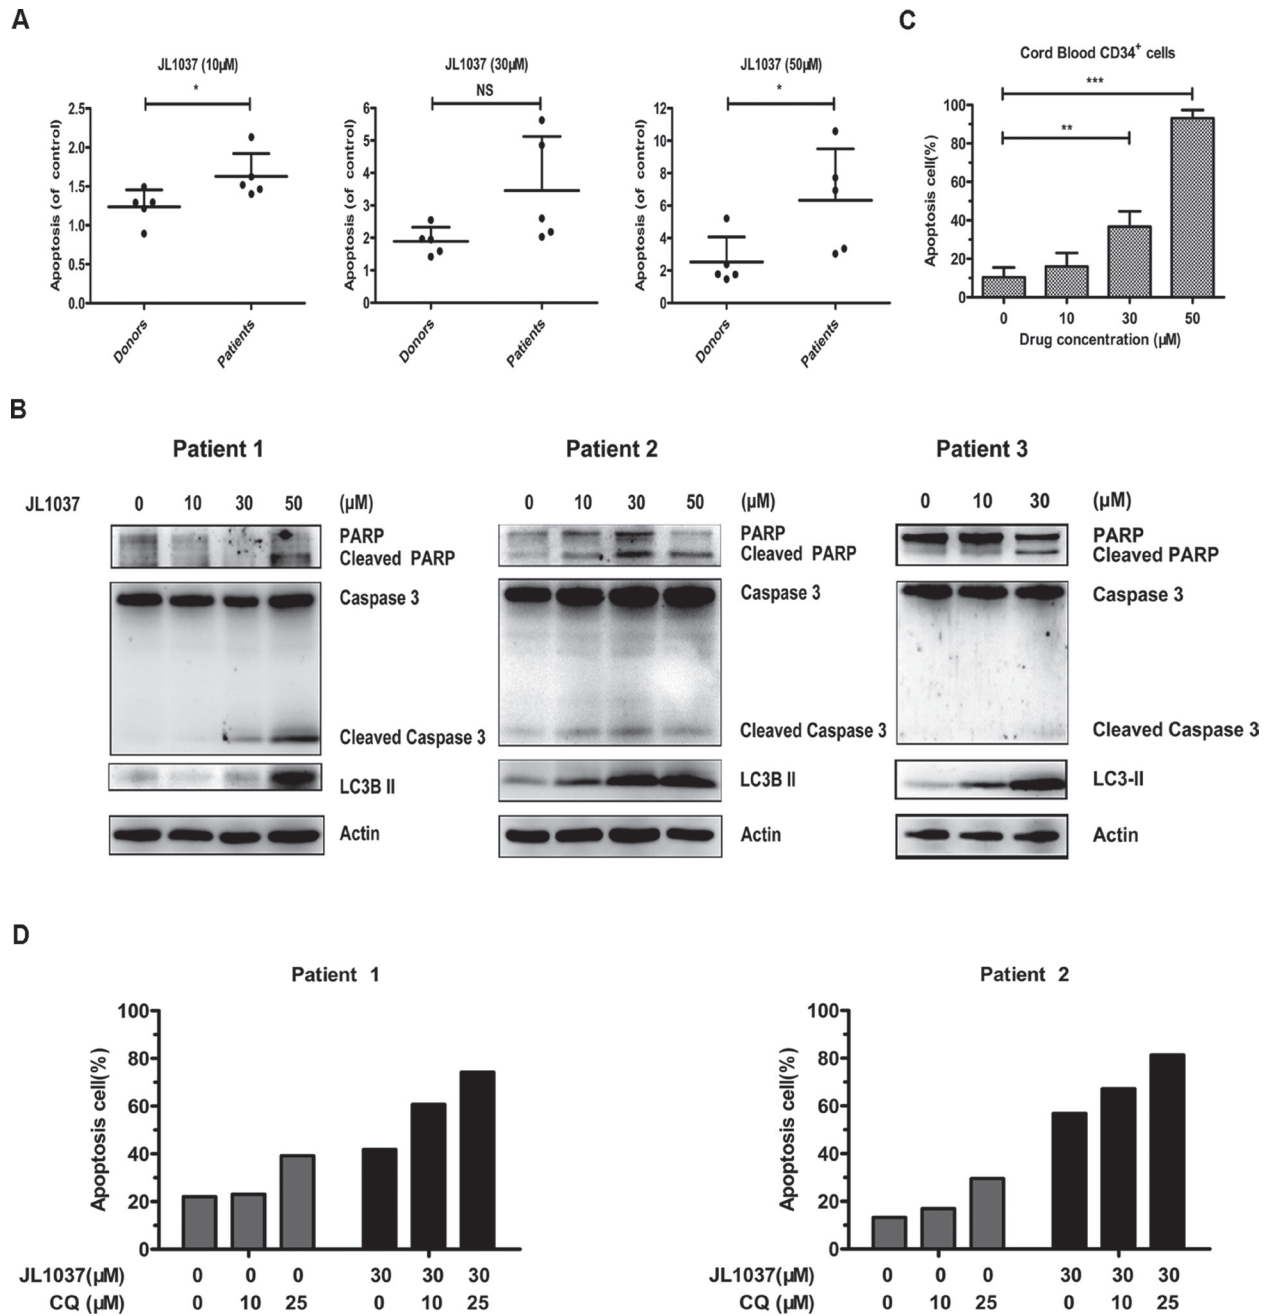 A
JL1037 (10µM)
*
Apoptosis (of control)
2.5
2.0
1.5
1.0
0.5
0.0
Donors
Patients
JL1037 (30µM)
NS
Apoptosis (of control)
6
5
4
3
2
1
0
Donors
Patients
JL1037 (50µM)
*
Apoptosis (of control)
12
10
8
6
4
2
0
Donors
Patients
C
Cord Blood CD34+ cells
***
**
Apoptosis cell(%)
100
80
60
40
20
0
0 10 30 50
Drug concentration (µM)
B
Patient 1
JL1037 0 10 30 50 (µM)
PARP
Cleaved PARP
Caspase 3
Cleaved Caspase 3
LC3B II
Actin
Patient 2
0 10 30 50 (µM)
PARP
Cleaved PARP
Caspase 3
Cleaved Caspase 3
LC3B II
Actin
Patient 3
0 10 30 (µM)
PARP
Cleaved PARP
Caspase 3
Cleaved Caspase 3
LC3-II
Actin
D
Patient 1
Apoptosis cell(%)
100
80
60
40
20
0
JL1037(µM) 0 0 0 30 30 30
CQ (µM) 0 10 25 0 10 25
Patient 2
Apoptosis cell(%)
100
80
60
40
20
0
JL1037(µM) 0 0 0 30 30 30
CQ (µM) 0 10 25 0 10 25